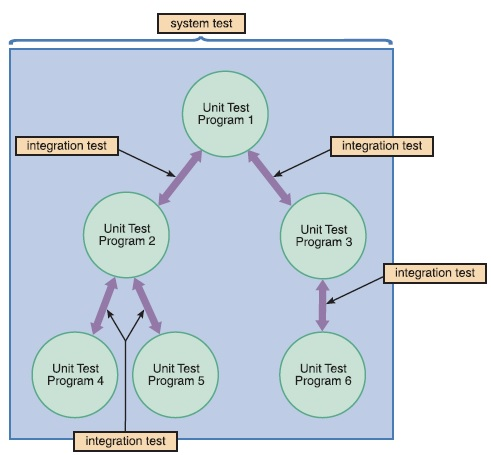 system test
Unit Test
Program 1
integration test
integration test
Unit Test
Program 2
Unit Test
Program 3
integration test
Unit Test
Program 4
Unit Test
Program 5
Unit Test
Program 6
integration test